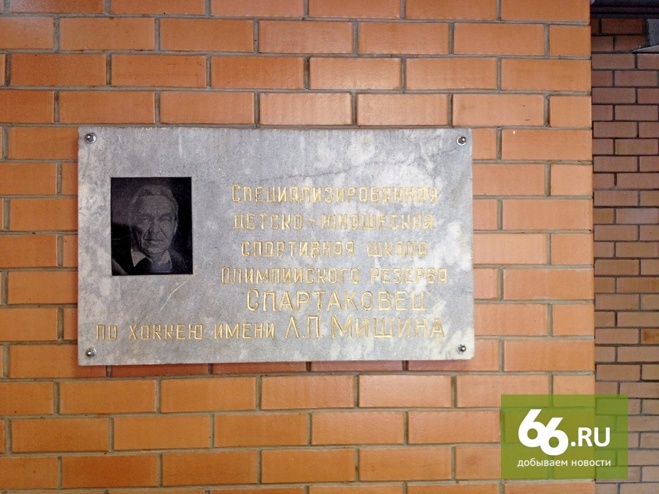 Специализированная
детско-юношеская
спортивная школа
олимпийского резерва
Спартаковец
по хоккею имени Л.П.Мишина
66.RU
добываем новости